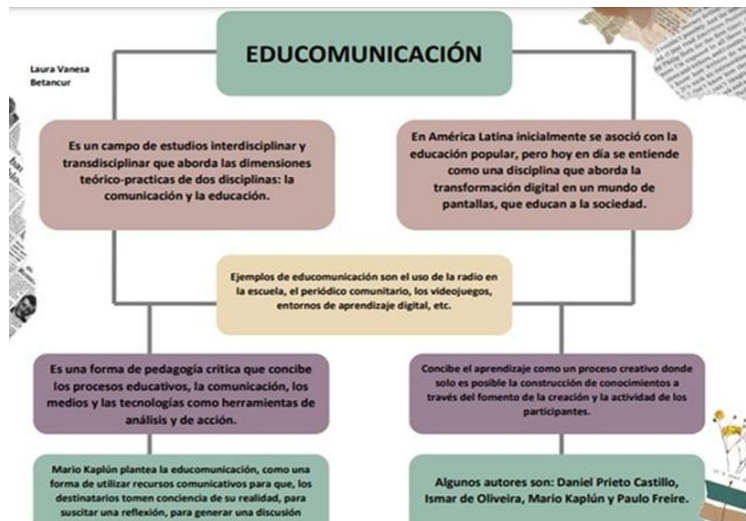 EDUCOMUNICACIÓN
Laura Vanesa
Betancur
Es un campo de estudios interdisciplinar y
transdisciplinar que aborda las dimensiones
teórico-practicas de dos disciplinas: la
comunicación y la educación.
En América Latina inicialmente se asoció con la
educación popular, pero hoy en día se entiende
como una disciplina que aborda la
transformación digital en un mundo de
pantallas, que educan a la sociedad.
Ejemplos de educomunicación son el uso de la radio en
la escuela, el periódico comunitario, los videojuegos,
entornos de aprendizaje digital, etc.
Es una forma de pedagogía critica que concibe
los procesos educativos, la comunicación, los
medios y las tecnologías como herramientas de
análisis y de acción.
Concibe el aprendizaje como un proceso creativo donde
solo es posible la construcción de conocimientos a
través del fomento de la creación y la actividad de los
participantes.
Mario Kaplún plantea la educomunicación, como una
forma de utilizar recursos comunicativos para que, los
destinatarios tomen conciencia de su realidad, para
suscitar una reflexión, para generar una discusión
Algunos autores son: Daniel Prieto Castillo,
Ismar de Oliveira, Mario Kaplún y Paulo Freire.